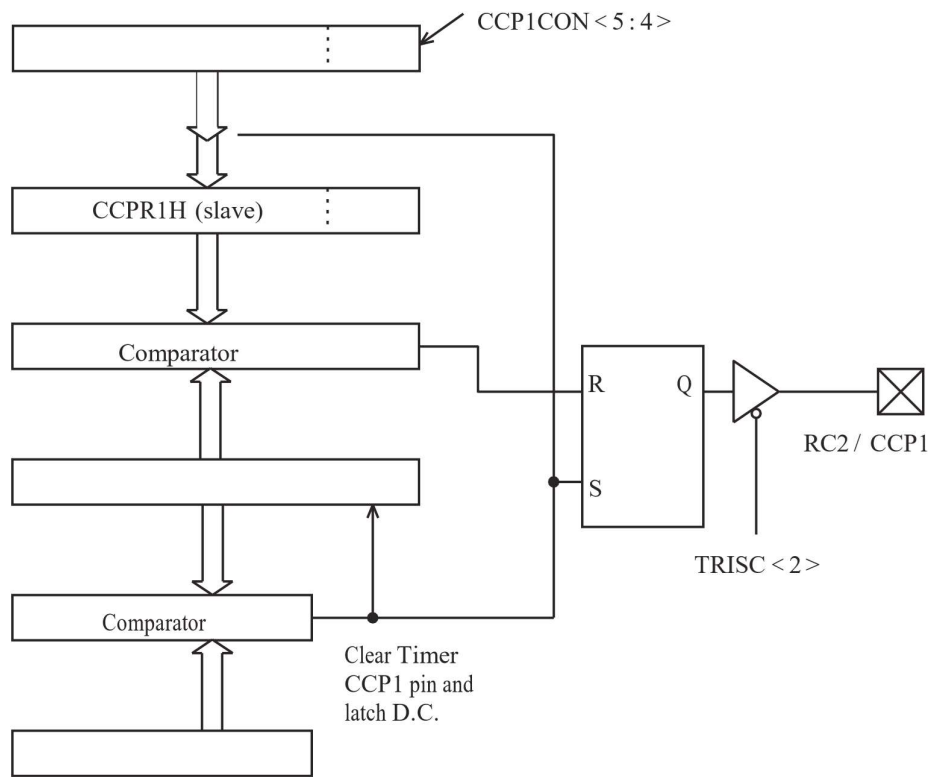 CCP1CON < 5 : 4 >
CCPR1H (slave)
Comparator
R
Q
RC2 / CCP1
S
TRISC < 2 >
Comparator
Clear Timer
CCP1 pin and
latch D.C.